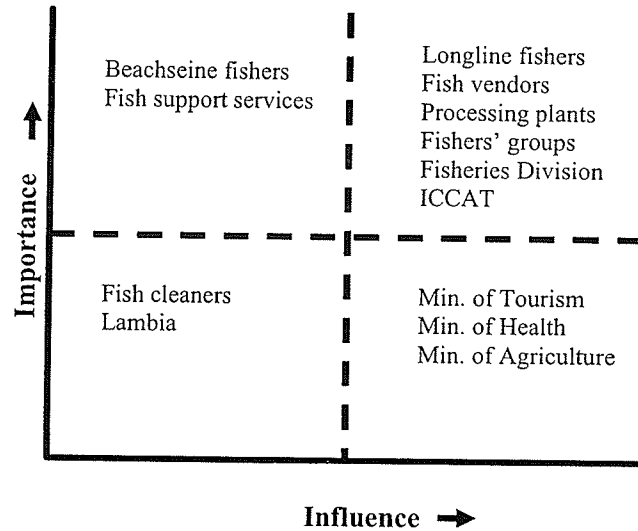 Beachseine fishers
Fish support services
Longline fishers
Fish vendors
Processing plants
Fishers' groups
Fisheries Division
ICCAT
Importance
Fish cleaners
Lambia
Min. of Tourism
Min. of Health
Min. of Agriculture
Influence